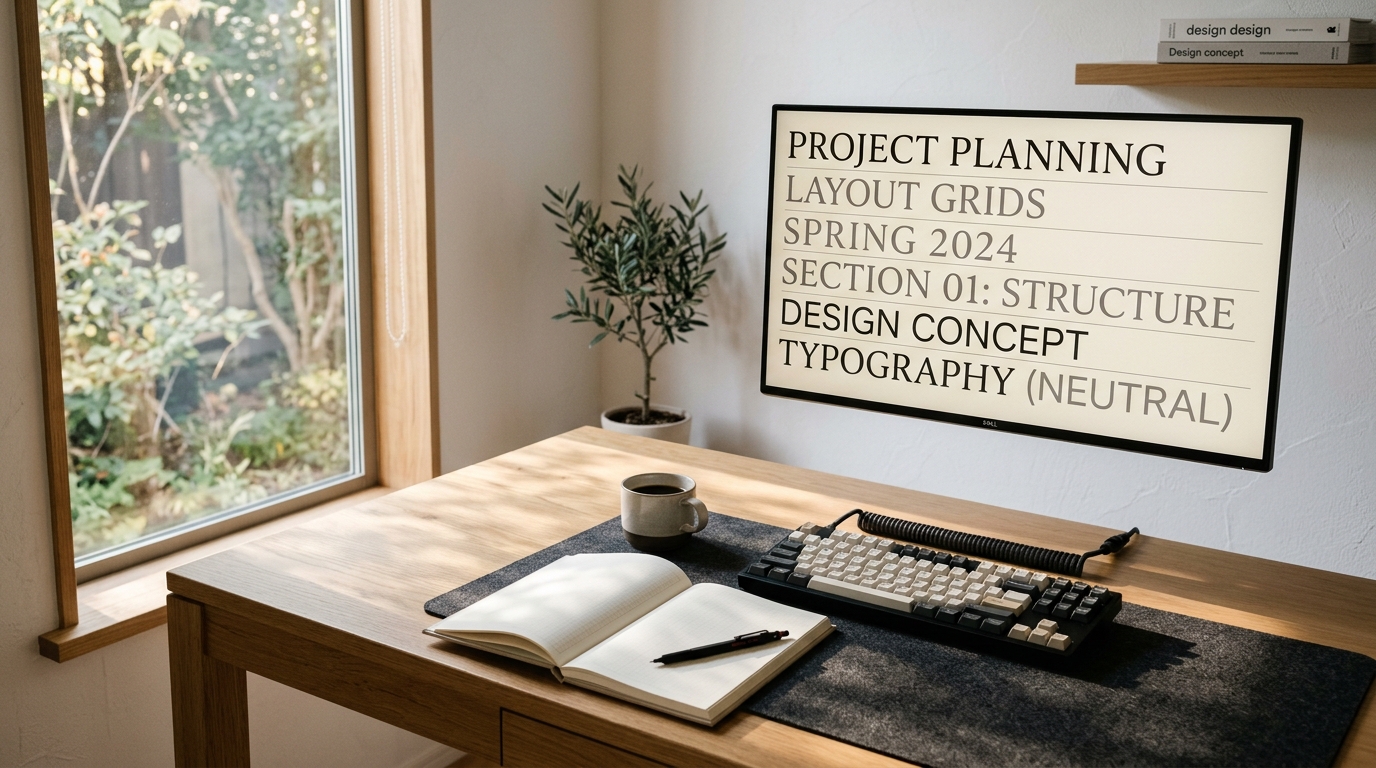 design design
Design concept
PROJECT PLANNING
LAYOUT GRIDS
SPRING 2024
SECTION 01: STRUCTURE
DESIGN CONCEPT
TYPOGRAPHY (NEUTRAL)